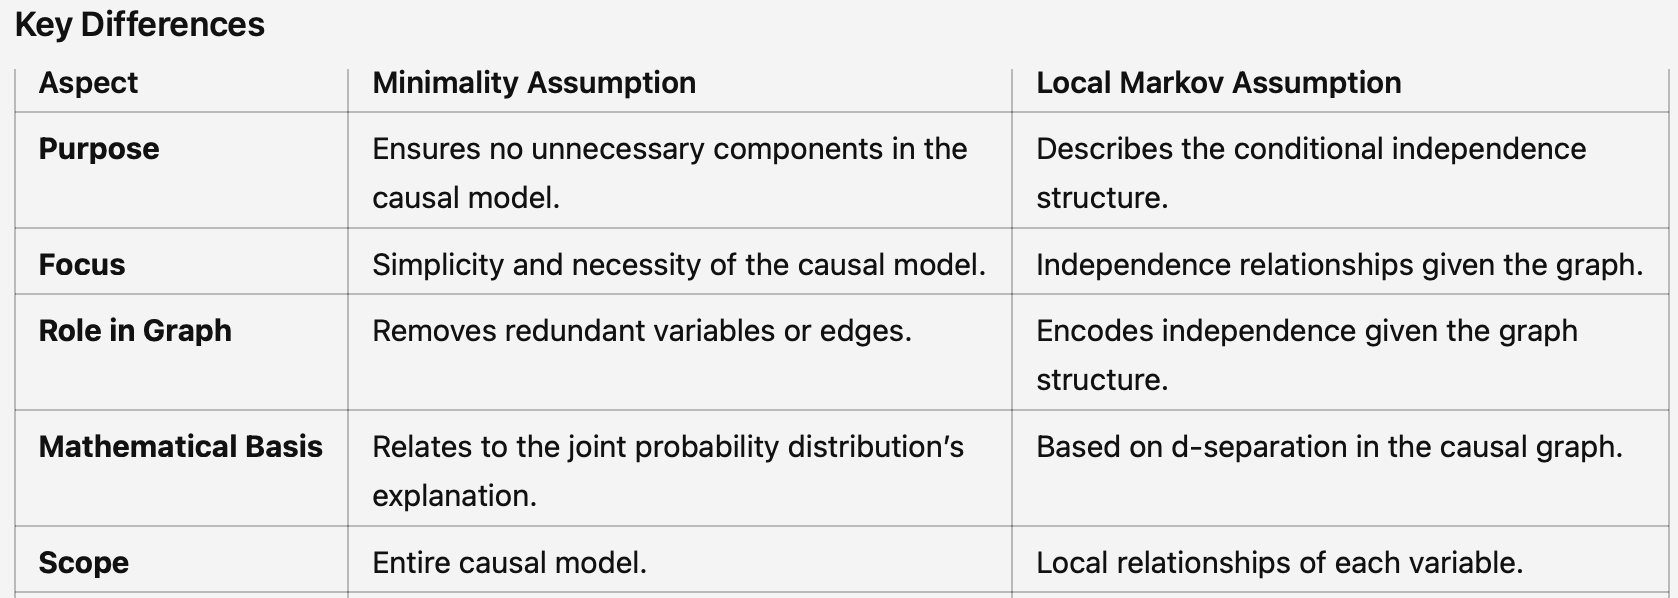 Key Differences
Aspect Minimality Assumption Local Markov Assumption
Purpose Ensures no unnecessary components in the Describes the conditional independence
causal model. structure.
Focus Simplicity and necessity of the causal model. Independence relationships given the graph.
Role in Graph Removes redundant variables or edges. Encodes independence given the graph
structure.
Mathematical Basis Relates to the joint probability distribution’s Based on d-separation in the causal graph.
explanation.
Scope Entire causal model. Local relationships of each variable.